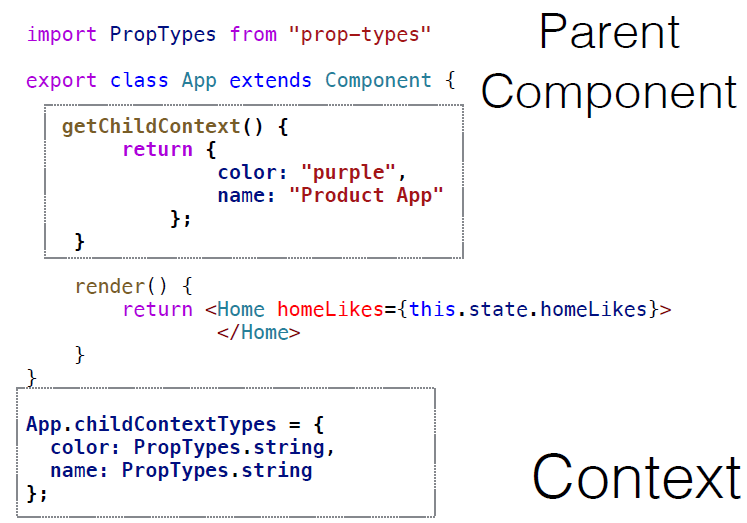 import PropTypes from "prop-types"
Parent
Component
export class App extends Component {
getChildContext() {
return {
color: "purple",
name: "Product App"
};
}
render() {
return <Home homeLikes={this.state.homeLikes}>
</Home>
}
}
App.childContextTypes = {
color: PropTypes.string,
name: PropTypes.string
};
Context